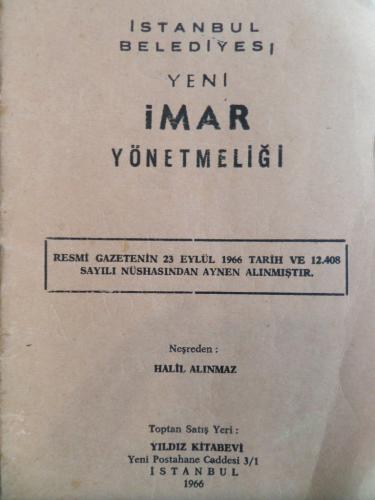 İSTANBUL
BELEDİYESİ
YENİ
İMAR
YÖNETMELİĞİ
RESMİ GAZETENİN 23 EYLÜL 1966 TARİH VE 12.408
SAYILI NÜSHASINDAN AYNEN ALINMIŞTIR.
Neşreden :
HALİL ALINMAZ
Toptan Satış Yeri :
YILDIZ KİTABEVİ
Yeni Postahane Caddesi 3/1
İSTANBUL
1966